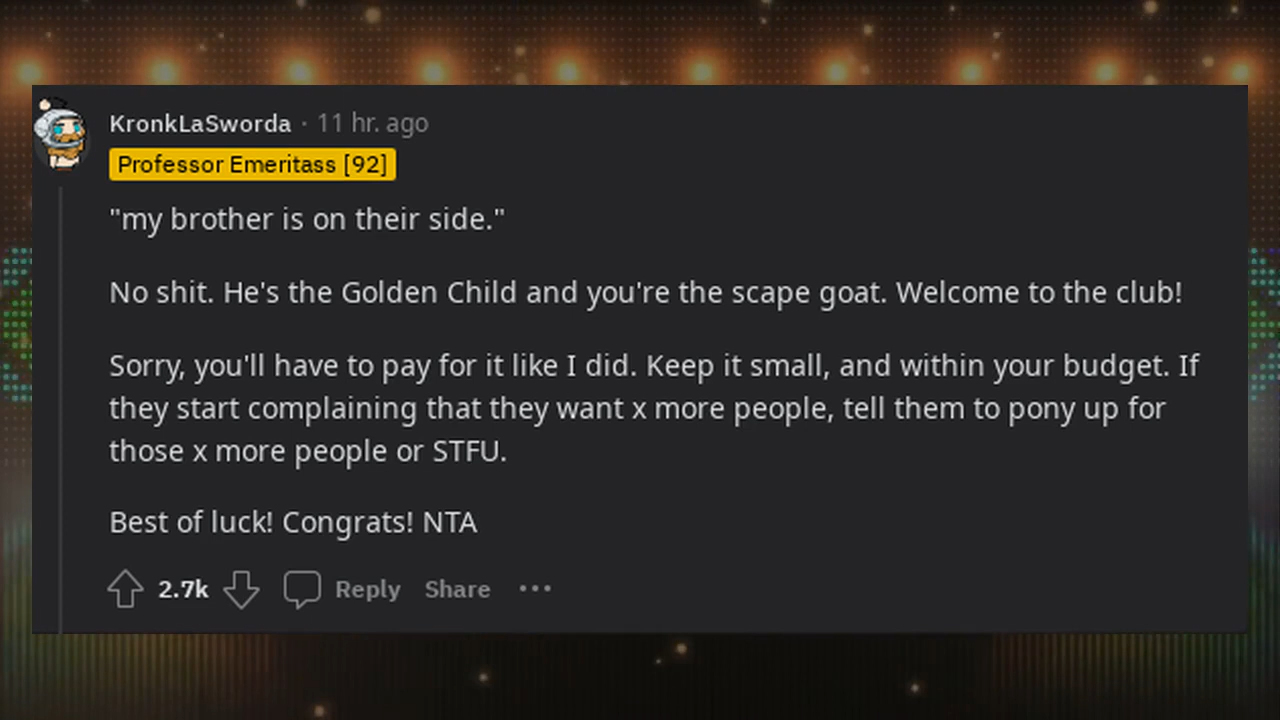 KronkLaSworda · 11 hr. ago
Professor Emeritass [92]
"my brother is on their side."
No shit. He's the Golden Child and you're the scape goat. Welcome to the club!
Sorry, you'll have to pay for it like I did. Keep it small, and within your budget. If
they start complaining that they want x more people, tell them to pony up for
those x more people or STFU.
Best of luck! Congrats! NTA
2.7k Reply Share ···